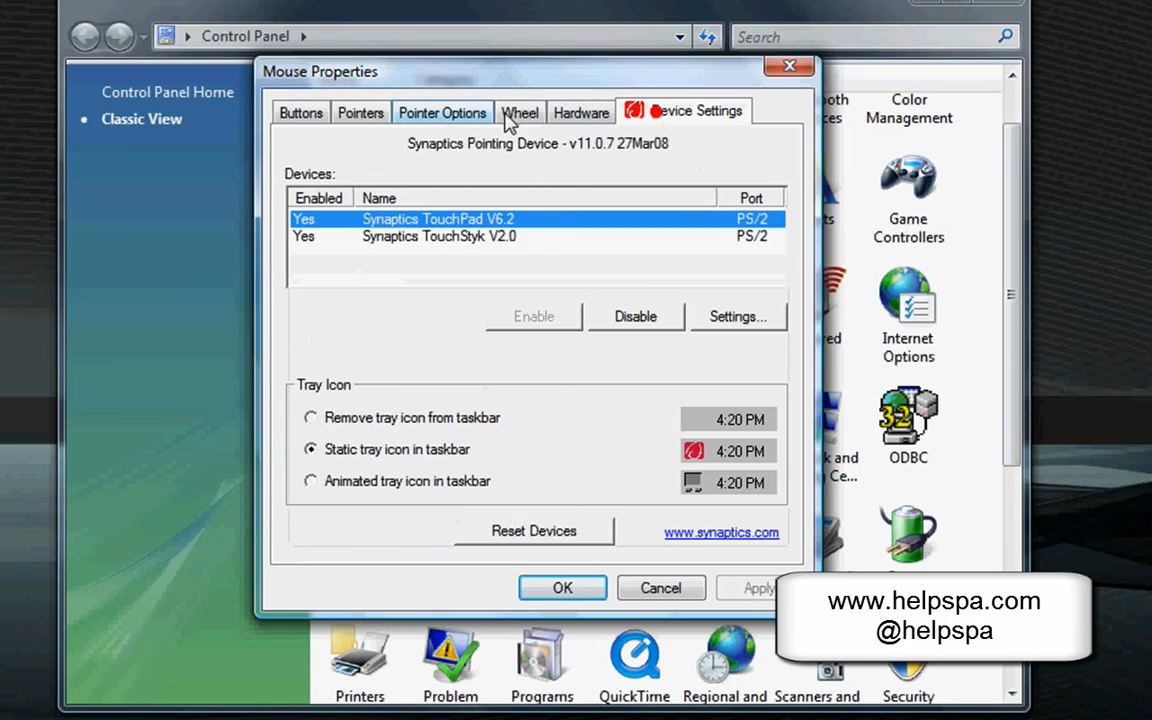 Control Panel
Search
Control Panel Home
Classic View
Mouse Properties
Buttons
Pointers
Pointer Options
Wheel
Hardware
Device Settings
Synaptics Pointing Device - v11.0.7 27Mar08
Devices:
Enabled Name Port
Yes Synaptics TouchPad V6.2 PS/2
Yes Synaptics TouchStyk V2.0 PS/2
Enable
Disable
Settings...
Tray Icon
Remove tray icon from taskbar 4:20 PM
Static tray icon in taskbar 4:20 PM
Animated tray icon in taskbar 4:20 PM
Reset Devices
www.synaptics.com
OK
Cancel
Apply
Color
Management
Game
Controllers
Internet
Options
32
ODBC
Printers
Problem
Programs
QuickTime
Regional and
Scanners and
Security
www.helpspa.com
@helpspa